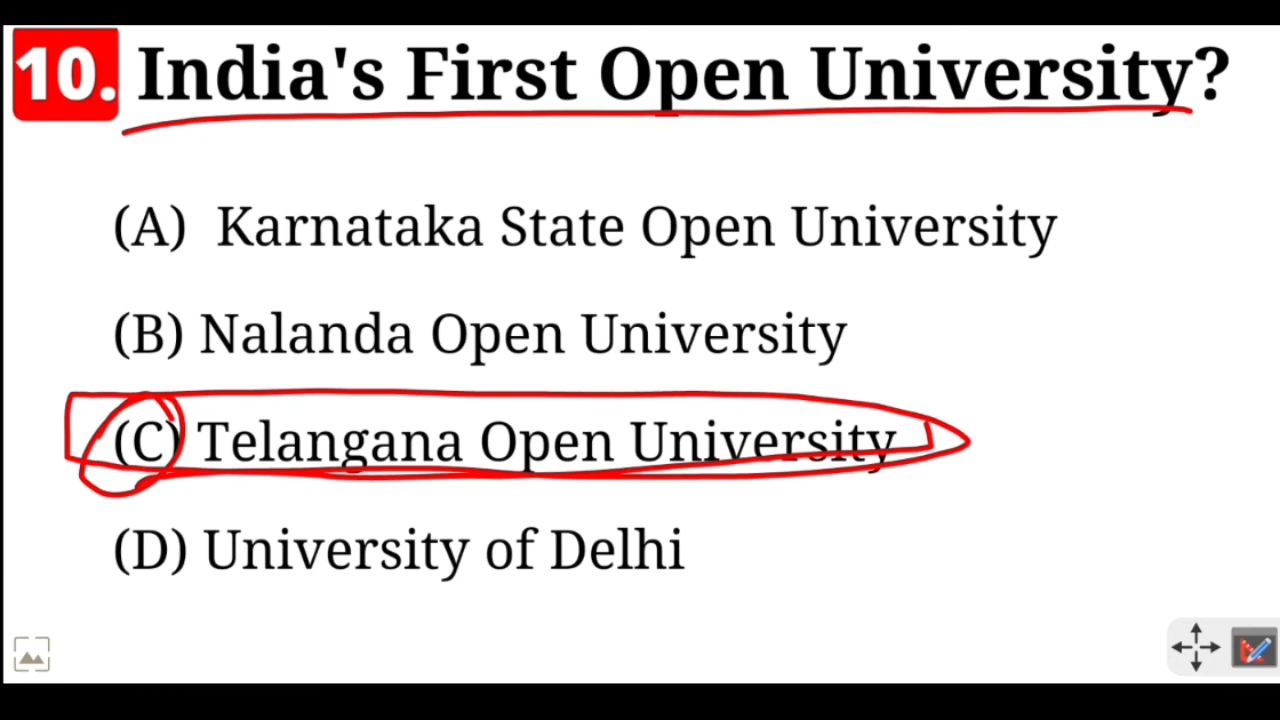 10. India's First Open University?
(A) Karnataka State Open University
(B) Nalanda Open University
(C) Telangana Open University
(D) University of Delhi